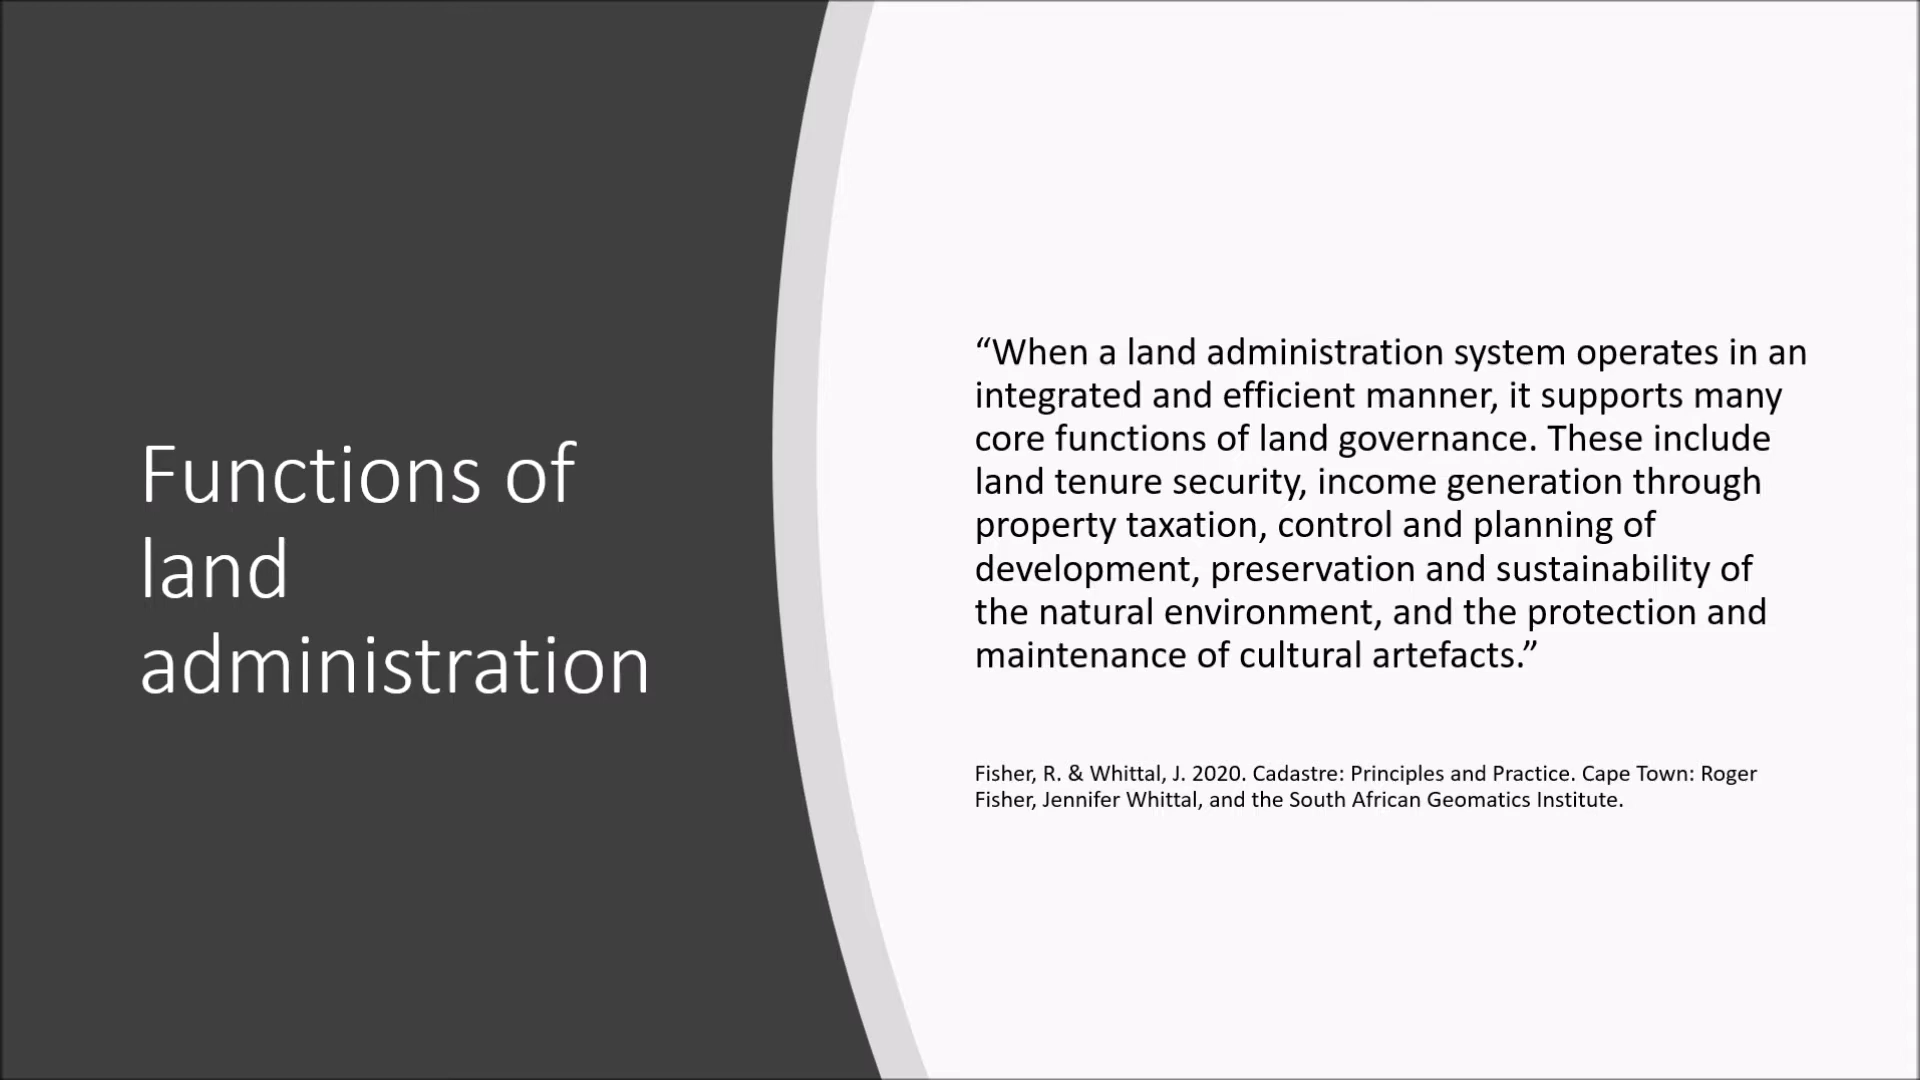 Functions of
land
administration
“When a land administration system operates in an
integrated and efficient manner, it supports many
core functions of land governance. These include
land tenure security, income generation through
property taxation, control and planning of
development, preservation and sustainability of
the natural environment, and the protection and
maintenance of cultural artefacts.”
Fisher, R. & Whittal, J. 2020. Cadastre: Principles and Practice. Cape Town: Roger
Fisher, Jennifer Whittal, and the South African Geomatics Institute.